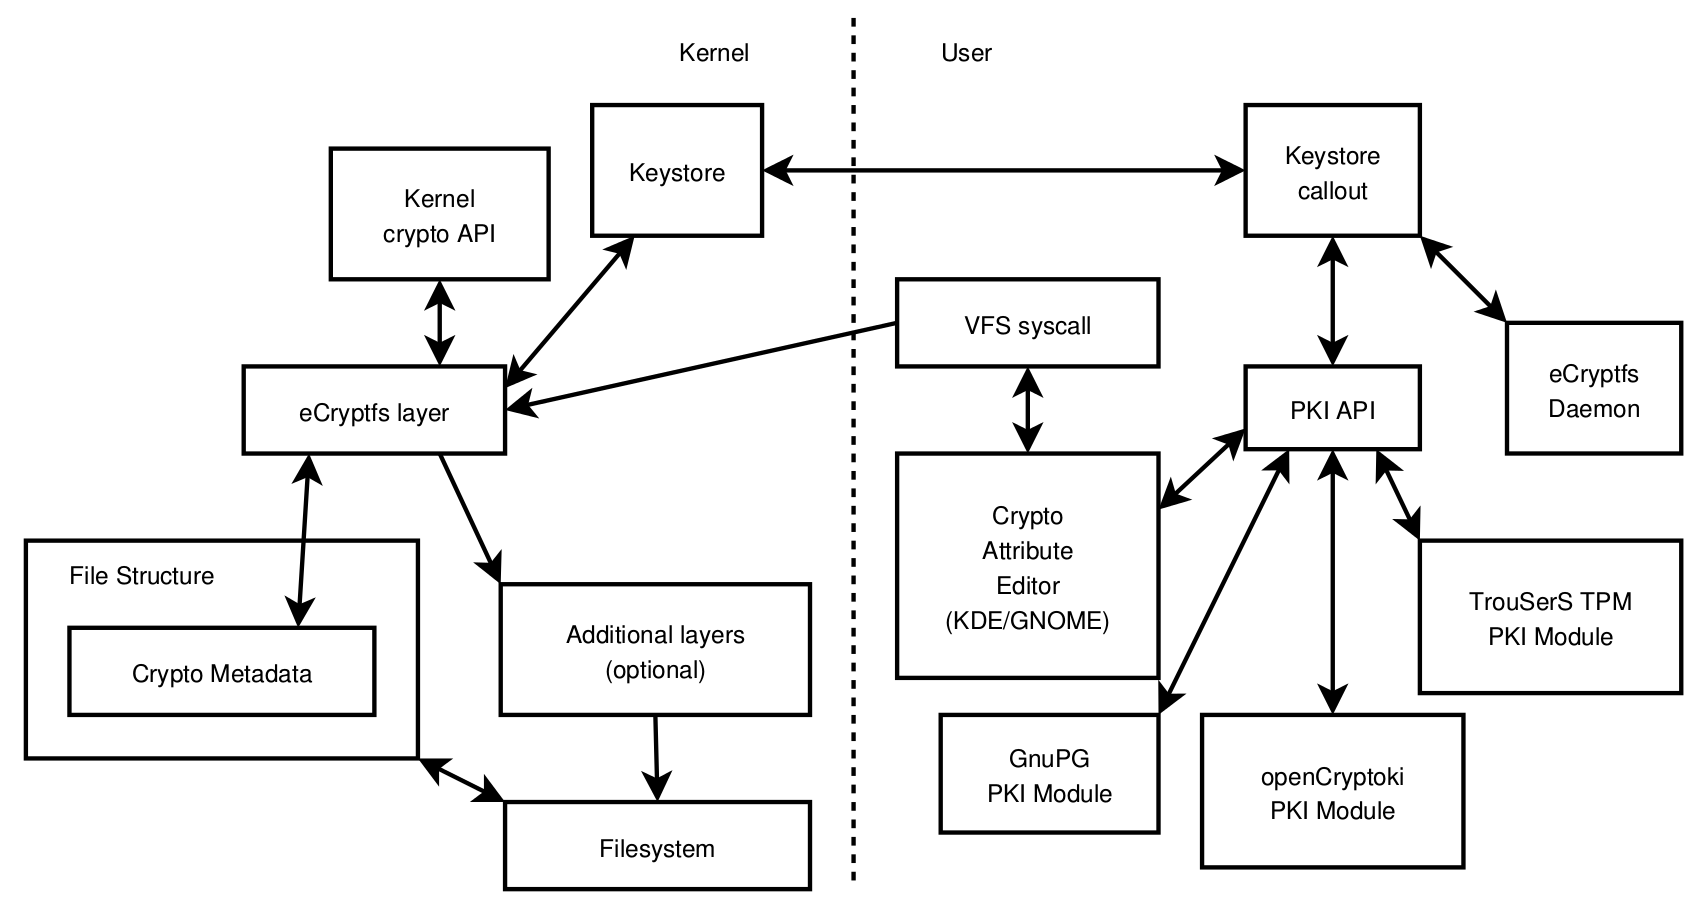 Kernel
User
Keystore
Keystore
callout
Kernel
crypto API
VFS syscall
eCryptfs layer
PKI API
eCryptfs
Daemon
Crypto
Attribute
Editor
(KDE/GNOME)
File Structure
Crypto Metadata
Additional layers
(optional)
TrouSerS TPM
PKI Module
GnuPG
PKI Module
openCryptoki
PKI Module
Filesystem